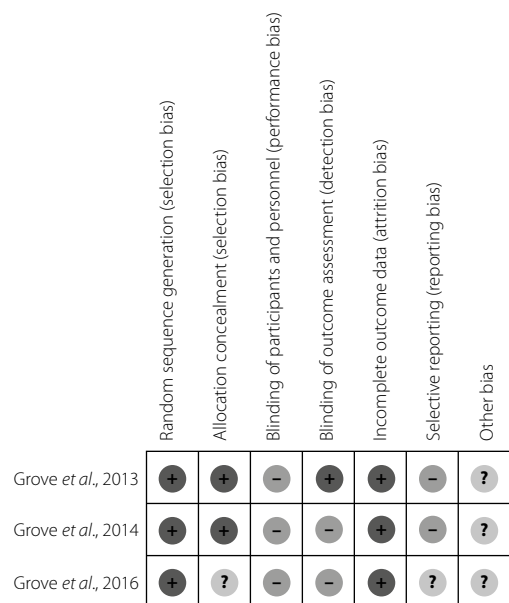 Random sequence generation (selection bias)
Allocation concealment (selection bias)
Blinding of participants and personnel (performance bias)
Blinding of outcome assessment (detection bias)
Incomplete outcome data (attrition bias)
Selective reporting (reporting bias)
Other bias
Grove et al., 2013 + + – + + – ?
Grove et al., 2014 + + – – + – ?
Grove et al., 2016 + ? – – + ? ?